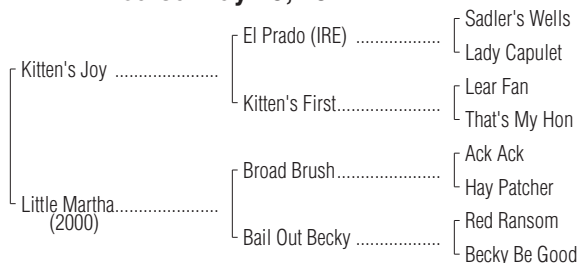 El Prado (IRE) ...................
Sadler's Wells
Lady Capulet
Kitten's Joy .......................
Kitten's First.......................
Lear Fan
That's My Hon
Broad Brush.......................
Ack Ack
Hay Patcher
Little Martha.......................
(2000)
Bail Out Becky ..................
Red Ransom
Becky Be Good